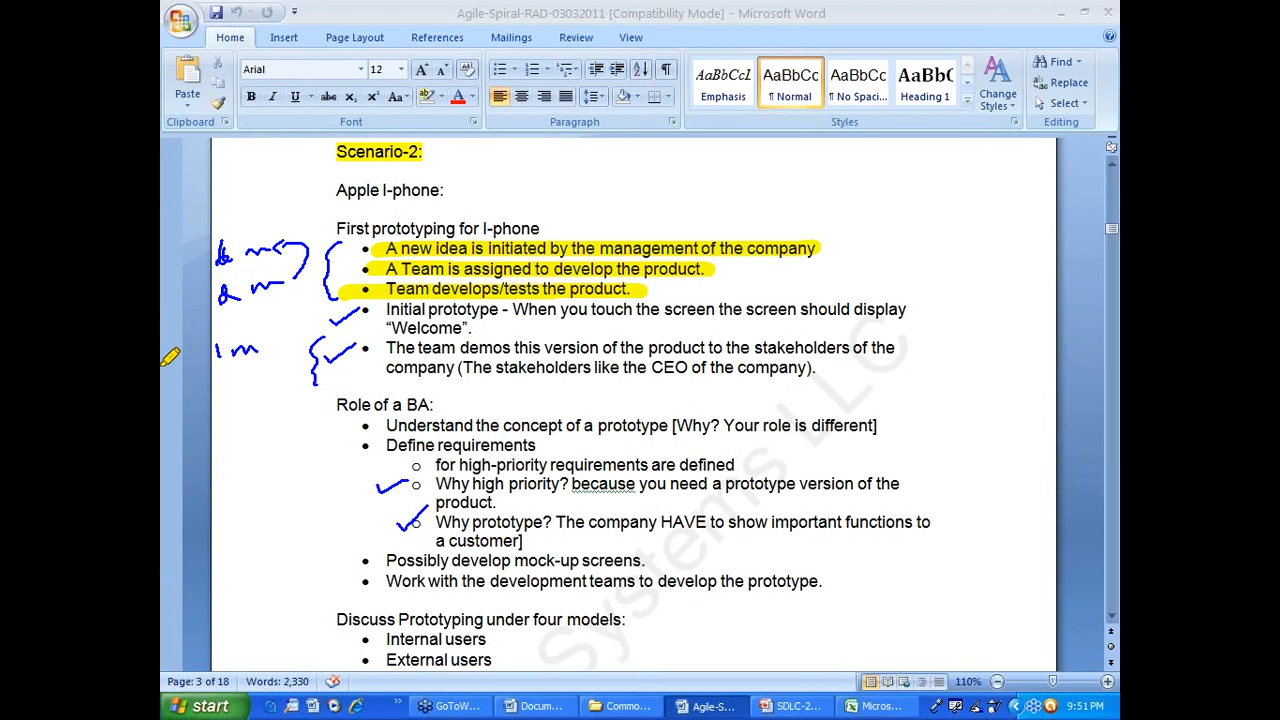 Agile-Spiral-RAD-03032011 [Compatibility Mode] - Microsoft Word
Home Insert Page Layout References Mailings Review View
Arial 12
Paste
AaBbCcL AaBbCc AaBbCc AaBbC
Emphasis ¶ Normal ¶ No Spaci... Heading 1
Change Styles
Find
Replace
Select
Clipboard Font Paragraph Styles Editing
Scenario-2:
Apple I-phone:
First prototyping for I-phone
• A new idea is initiated by the management of the company
• A Team is assigned to develop the product.
• Team develops/tests the product.
• Initial prototype - When you touch the screen the screen should display
“Welcome”.
• The team demos this version of the product to the stakeholders of the
company (The stakeholders like the CEO of the company).
1 m
Role of a BA:
• Understand the concept of a prototype [Why? Your role is different]
• Define requirements
o for high-priority requirements are defined
o Why high priority? because you need a prototype version of the
product.
o Why prototype? The company HAVE to show important functions to
a customer]
• Possibly develop mock-up screens.
• Work with the development teams to develop the prototype.
Discuss Prototyping under four models:
• Internal users
• External users
Systems LLC
Page: 3 of 18 Words: 2,330 110%
start GoToW... Docum... Commo... Agile-S... SDLC-2... Micros... 9:51 PM